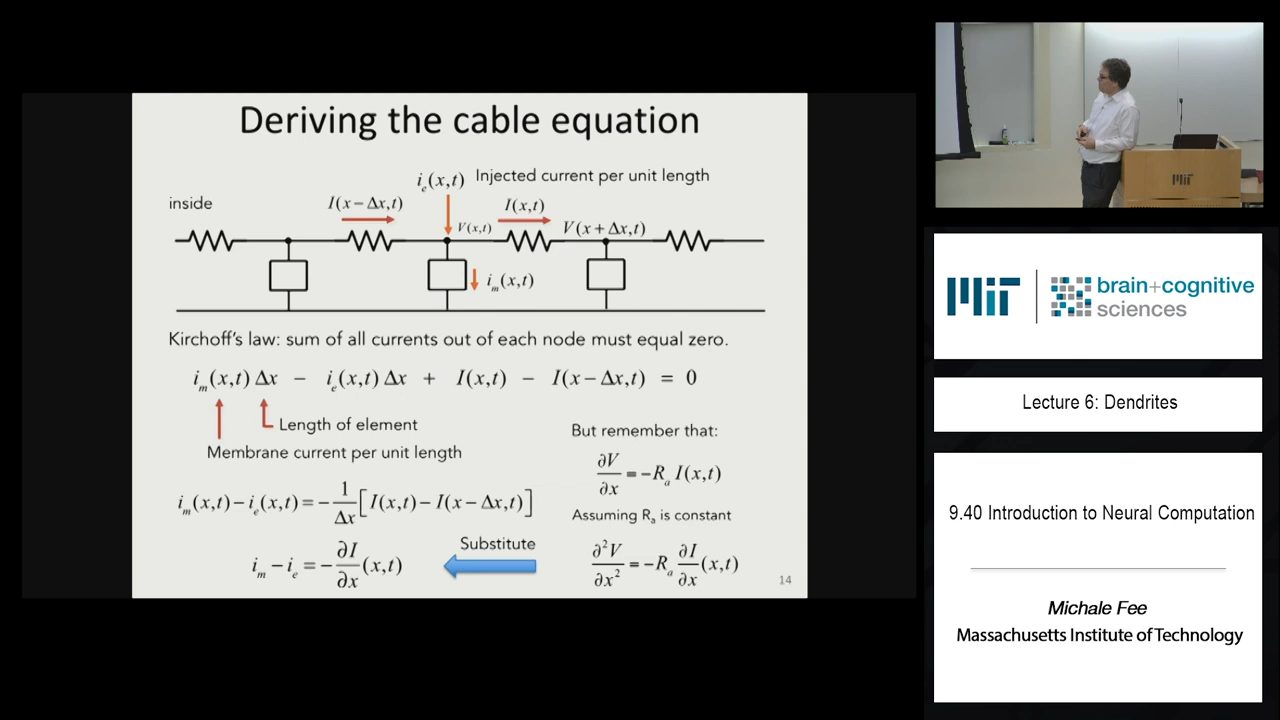 Deriving the cable equation
i_e(x,t) Injected current per unit length
inside
I(x−Δx,t)
I(x,t)
V(x,t)
V(x+Δx,t)
i_m(x,t)
Kirchoff's law: sum of all currents out of each node must equal zero.
i_m(x,t) Δx − i_e(x,t) Δx + I(x,t) − I(x−Δx,t) = 0
Length of element
Membrane current per unit length
i_m(x,t) − i_e(x,t) = −1/Δx [I(x,t) − I(x−Δx,t)]
i_m − i_e = −∂I/∂x (x,t)
Substitute
But remember that:
∂V/∂x = −R_a I(x,t)
Assuming R_a is constant
∂²V/∂x² = −R_a ∂I/∂x (x,t)
14
MIT
MIT
brain+cognitive
sciences
Lecture 6: Dendrites
9.40 Introduction to Neural Computation
Michale Fee
Massachusetts Institute of Technology